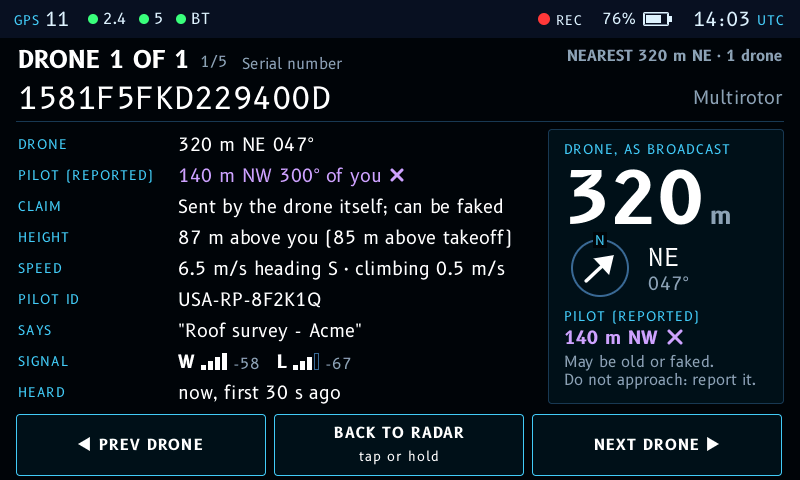 GPS 11 2.4 5 BT REC 76% 14:03 UTC
DRONE 1 OF 1 1/5 Serial number NEAREST 320 m NE · 1 drone
1581F5FKD229400D Multirotor
DRONE 320 m NE 047°
PILOT (REPORTED) 140 m NW 300° of you ✕
CLAIM Sent by the drone itself; can be faked
HEIGHT 87 m above you (85 m above takeoff)
SPEED 6.5 m/s heading S · climbing 0.5 m/s
PILOT ID USA-RP-8F2K1Q
SAYS "Roof survey - Acme"
SIGNAL W -58 L -67
HEARD now, first 30 s ago
DRONE, AS BROADCAST
320 m
N
NE
047°
PILOT (REPORTED)
140 m NW ✕
May be old or faked.
Do not approach: report it.
◀ PREV DRONE
BACK TO RADAR
tap or hold
NEXT DRONE ▶